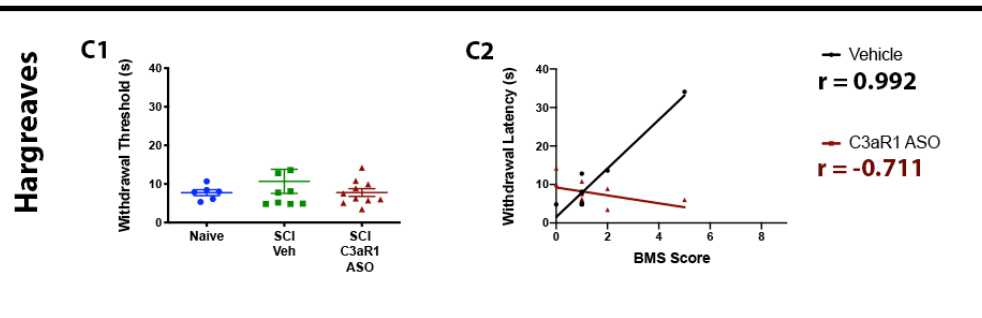 Hargreaves
C1
Withdrawal Threshold (s)
40
30
20
10
0
Naive
SCI
Veh
SCI
C3aR1
ASO
C2
Withdrawal Latency (s)
40
30
20
10
0
0
2
4
6
8
BMS Score
Vehicle
r = 0.992
C3aR1 ASO
r = -0.711